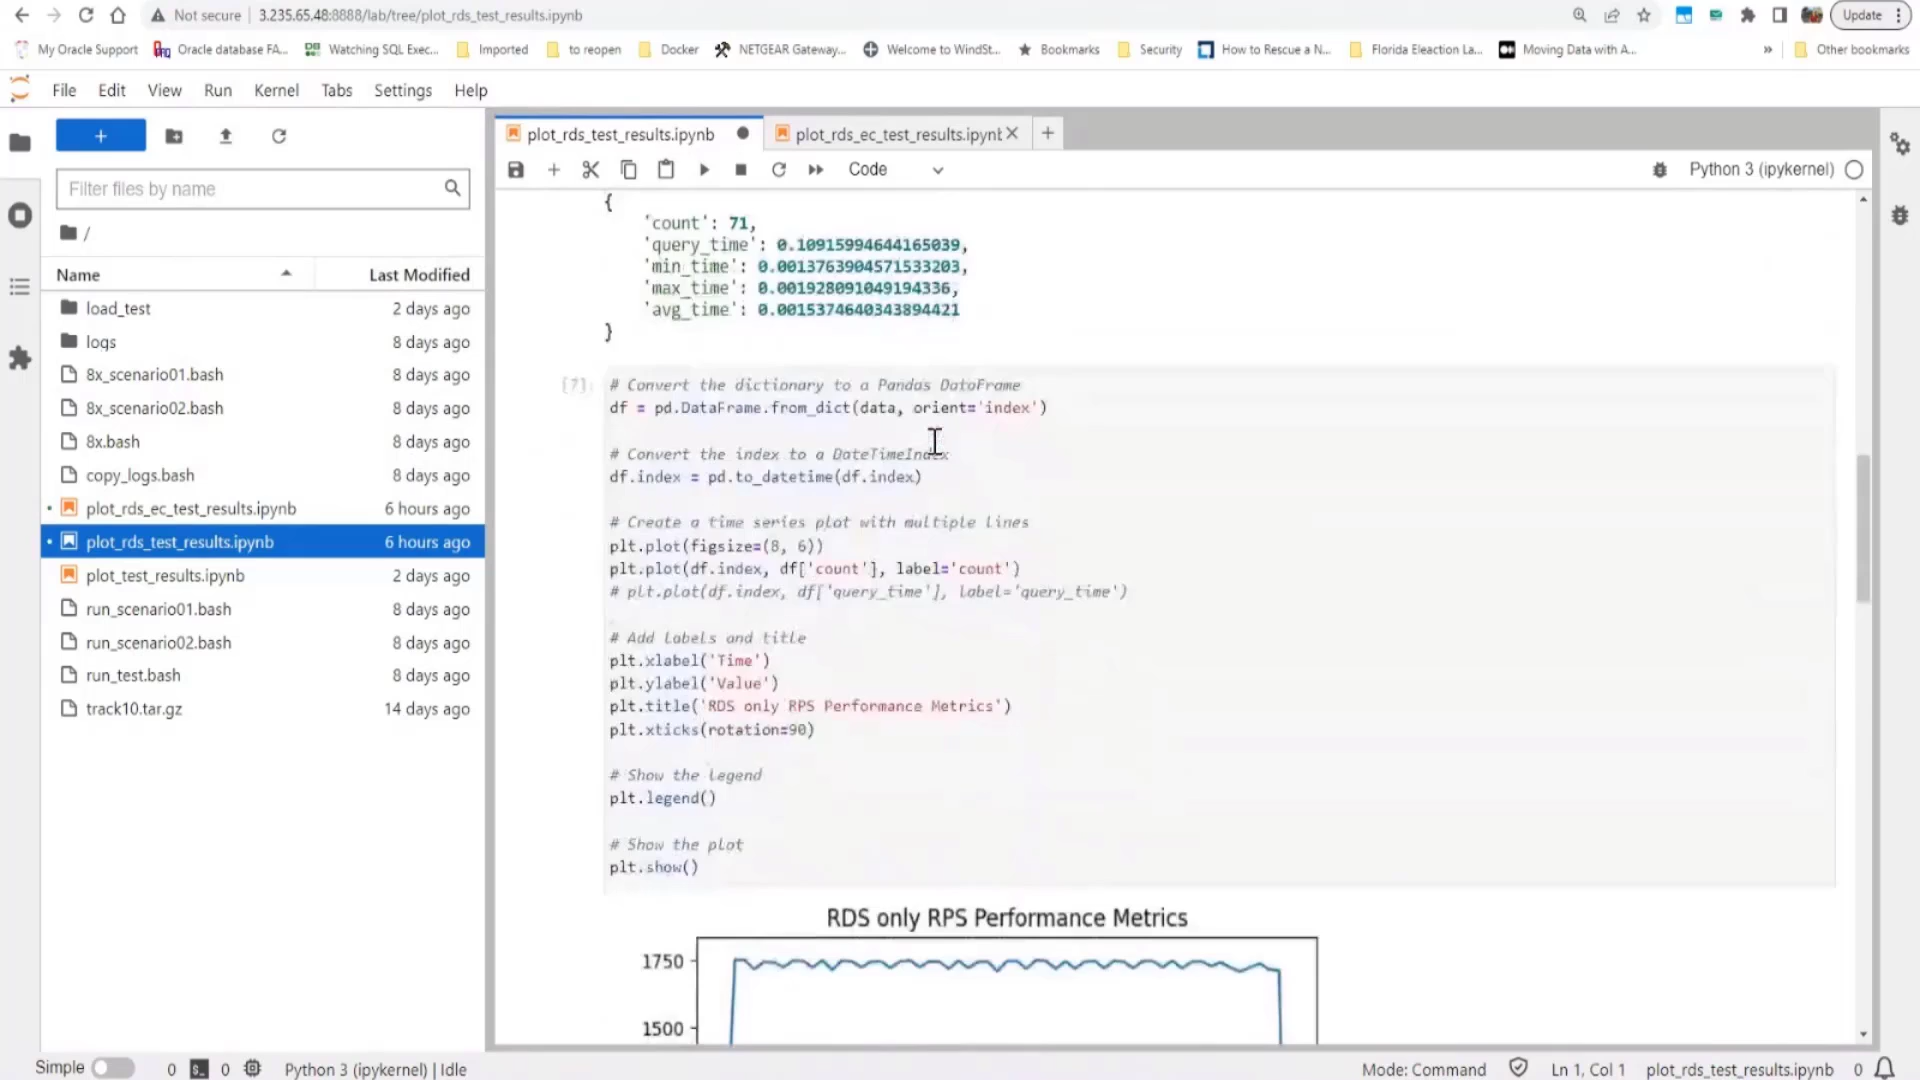 Not secure | 3.235.65.48:8888/lab/tree/plot_rds_test_results.ipynb
Update
My Oracle Support
Oracle database FA...
Watching SQL Exec...
Imported
to reopen
Docker
NETGEAR Gateway...
Welcome to WindSt...
Bookmarks
Security
How to Rescue a N...
Florida Eleaction La...
Moving Data with A...
»
Other bookmarks
File
Edit
View
Run
Kernel
Tabs
Settings
Help
plot_rds_test_results.ipynb
plot_rds_ec_test_results.ipynb
Code
Python 3 (ipykernel)
Filter files by name
/
Name
Last Modified
load_test 2 days ago
logs 8 days ago
8x_scenario01.bash 8 days ago
8x_scenario02.bash 8 days ago
8x.bash 8 days ago
copy_logs.bash 8 days ago
plot_rds_ec_test_results.ipynb 6 hours ago
plot_rds_test_results.ipynb 6 hours ago
plot_test_results.ipynb 2 days ago
run_scenario01.bash 8 days ago
run_scenario02.bash 8 days ago
run_test.bash 8 days ago
track10.tar.gz 14 days ago
{
'count': 71,
'query_time': 0.10915994644165039,
'min_time': 0.0013763904571533203,
'max_time': 0.001928091049194336,
'avg_time': 0.0015374640343894421
}
[7]:
# Convert the dictionary to a Pandas DataFrame
df = pd.DataFrame.from_dict(data, orient='index')
# Convert the index to a DateTimeIndex
df.index = pd.to_datetime(df.index)
# Create a time series plot with multiple lines
plt.plot(figsize=(8, 6))
plt.plot(df.index, df['count'], label='count')
# plt.plot(df.index, df['query_time'], label='query_time')
# Add labels and title
plt.xlabel('Time')
plt.ylabel('Value')
plt.title('RDS only RPS Performance Metrics')
plt.xticks(rotation=90)
# Show the legend
plt.legend()
# Show the plot
plt.show()
RDS only RPS Performance Metrics
1750
1500
Simple
0
0
Python 3 (ipykernel) | Idle
Mode: Command
Ln 1, Col 1
plot_rds_test_results.ipynb
0